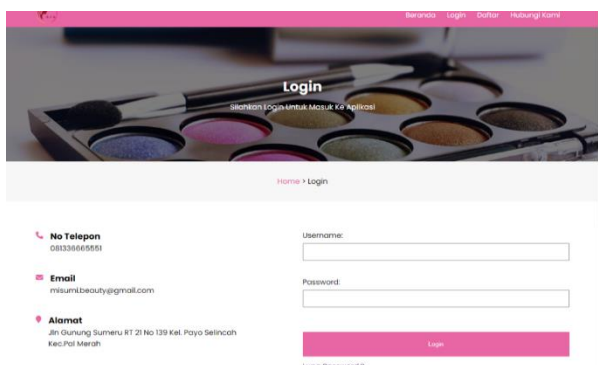 Beranda Login Daftar Hubungi Kami
Login
Silahkan Login Untuk Masuk Ke Aplikasi
Home > Login
No Telepon
081336665551
Email
misumi.beauty@gmail.com
Alamat
Jln Gunung Sumeru RT 21 No 139 Kel. Payo Selincah
Kec.Pal Merah
Username:
Password:
Login